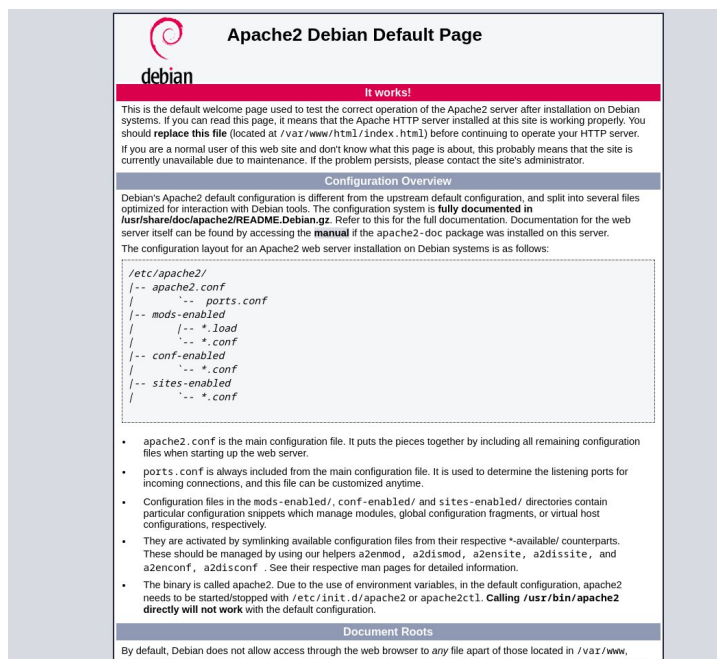 debian
Apache2 Debian Default Page
It works!
This is the default welcome page used to test the correct operation of the Apache2 server after installation on Debian
systems. If you can read this page, it means that the Apache HTTP server installed at this site is working properly. You
should replace this file (located at /var/www/html/index.html) before continuing to operate your HTTP server.
If you are a normal user of this web site and don't know what this page is about, this probably means that the site is
currently unavailable due to maintenance. If the problem persists, please contact the site's administrator.
Configuration Overview
Debian's Apache2 default configuration is different from the upstream default configuration, and split into several files
optimized for interaction with Debian tools. The configuration system is fully documented in
/usr/share/doc/apache2/README.Debian.gz. Refer to this for the full documentation. Documentation for the web
server itself can be found by accessing the manual if the apache2-doc package was installed on this server.
The configuration layout for an Apache2 web server installation on Debian systems is as follows:
/etc/apache2/
|-- apache2.conf
|       `--  ports.conf
|-- mods-enabled
|       |-- *.load
|       `-- *.conf
|-- conf-enabled
|       `-- *.conf
|-- sites-enabled
|       `-- *.conf
• apache2.conf is the main configuration file. It puts the pieces together by including all remaining configuration
files when starting up the web server.
• ports.conf is always included from the main configuration file. It is used to determine the listening ports for
incoming connections, and this file can be customized anytime.
• Configuration files in the mods-enabled/, conf-enabled/ and sites-enabled/ directories contain
particular configuration snippets which manage modules, global configuration fragments, or virtual host
configurations, respectively.
• They are activated by symlinking available configuration files from their respective *-available/ counterparts.
These should be managed by using our helpers a2enmod, a2dismod, a2ensite, a2dissite, and
a2enconf, a2disconf . See their respective man pages for detailed information.
• The binary is called apache2. Due to the use of environment variables, in the default configuration, apache2
needs to be started/stopped with /etc/init.d/apache2 or apache2ctl. Calling /usr/bin/apache2
directly will not work with the default configuration.
Document Roots
By default, Debian does not allow access through the web browser to any file apart of those located in /var/www,